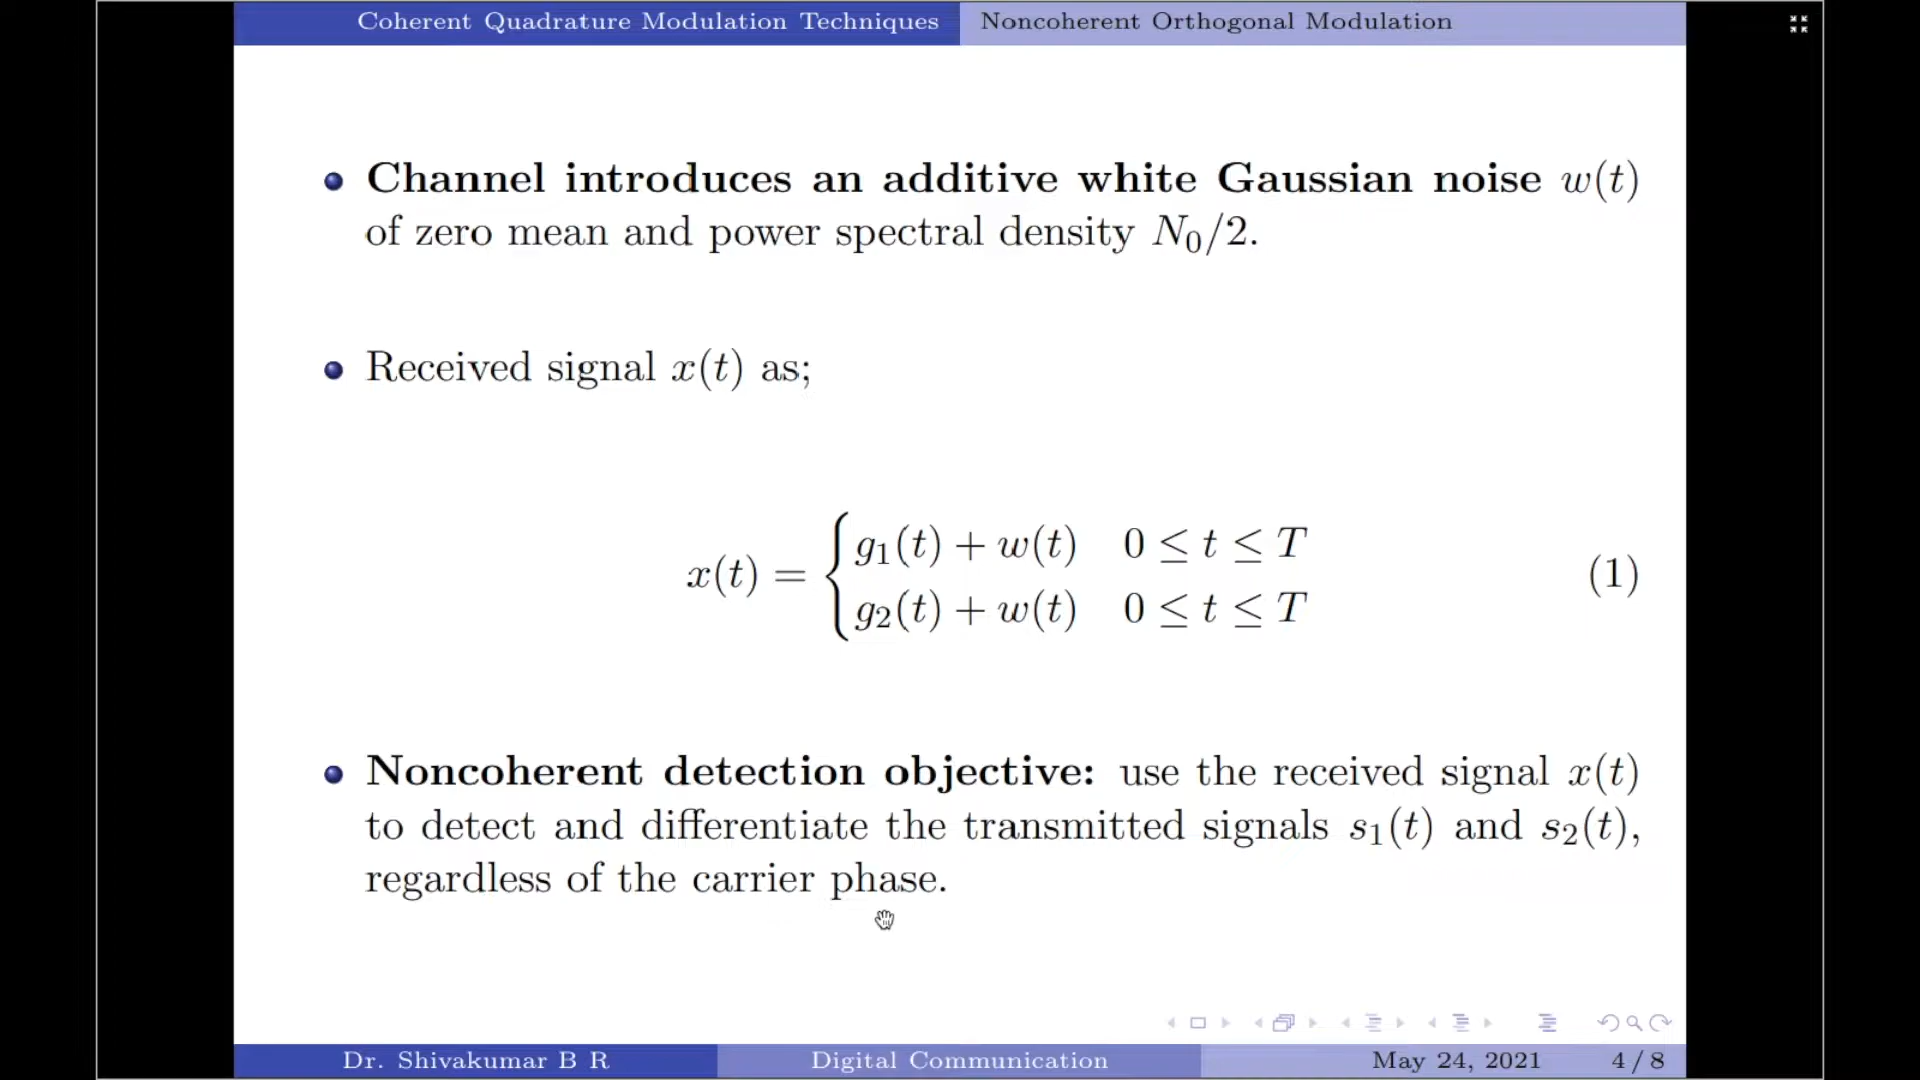 Coherent Quadrature Modulation Techniques Noncoherent Orthogonal Modulation
Channel introduces an additive white Gaussian noise w(t)
of zero mean and power spectral density N₀/2.
Received signal x(t) as;
x(t) = { g₁(t) + w(t) 0 ≤ t ≤ T
g₂(t) + w(t) 0 ≤ t ≤ T (1)
Noncoherent detection objective: use the received signal x(t)
to detect and differentiate the transmitted signals s₁(t) and s₂(t),
regardless of the carrier phase.
Dr. Shivakumar B R Digital Communication May 24, 2021 4 / 8